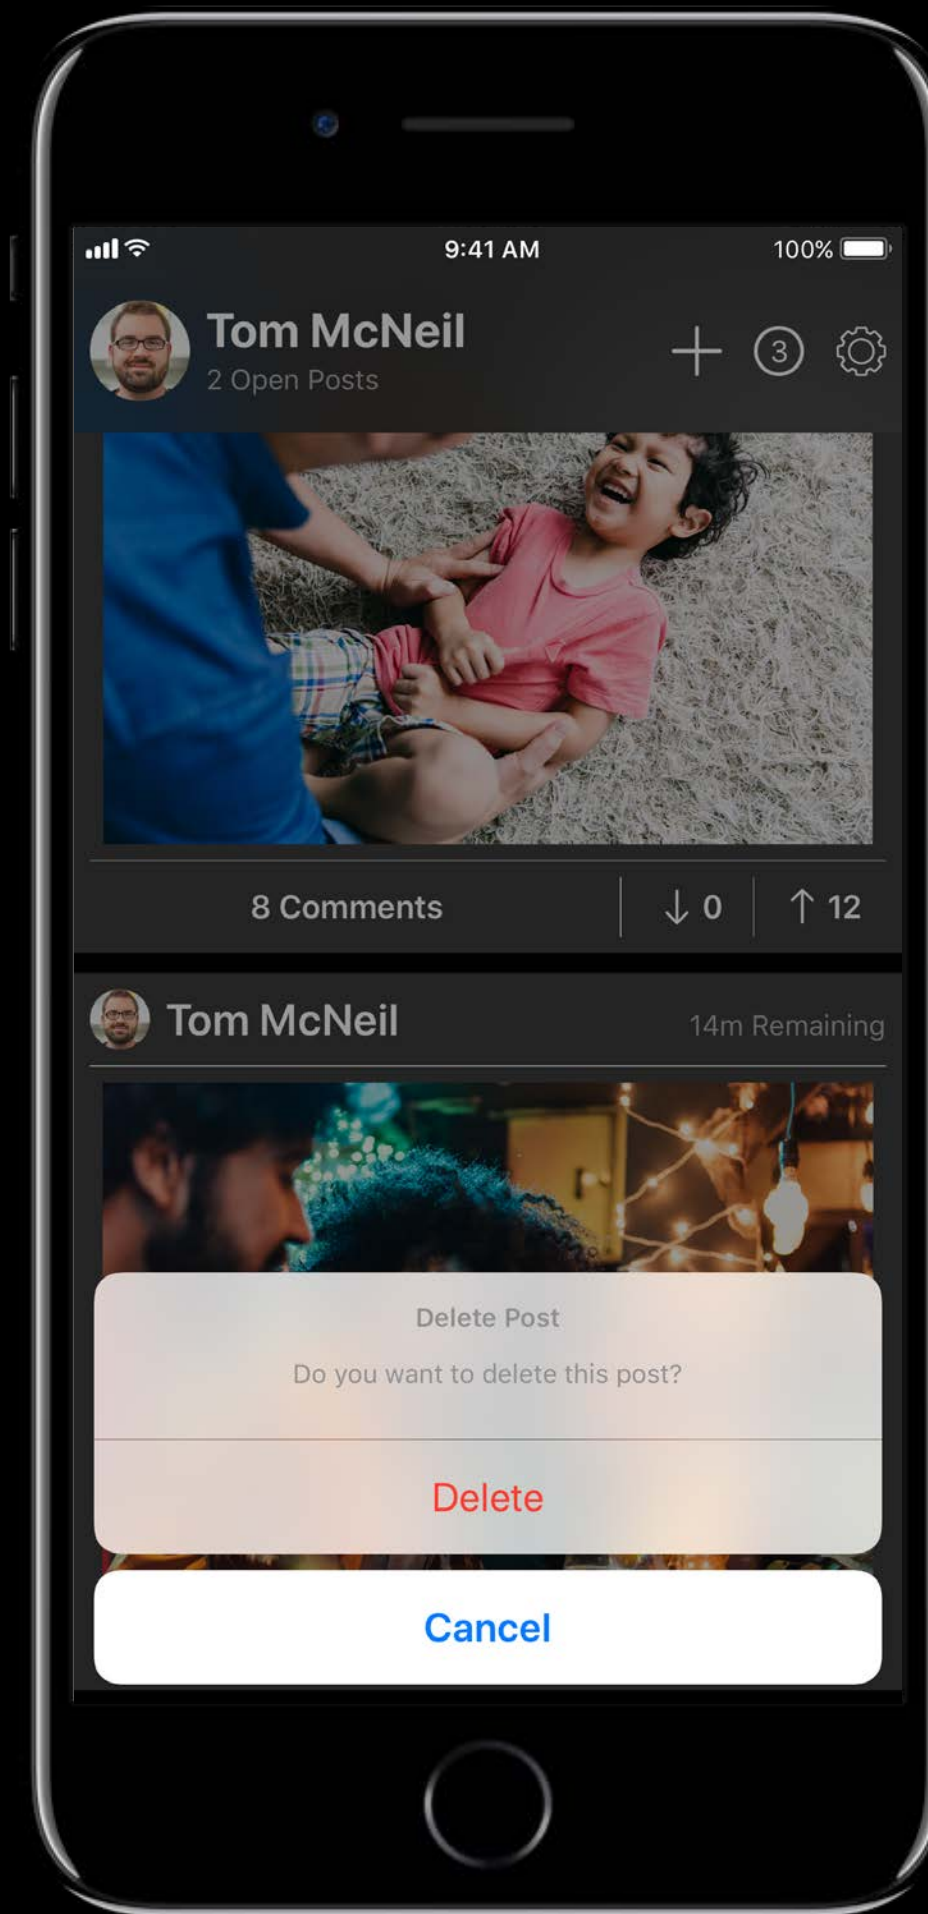 9:41 AM
100%
Tom McNeil
2 Open Posts
3
8 Comments
0
12
Tom McNeil
14m Remaining
Delete Post
Do you want to delete this post?
Delete
Cancel